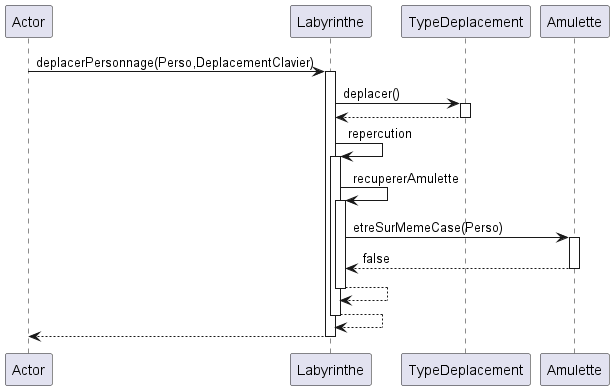 Actor Labyrinthe TypeDeplacement Amulette
deplacerPersonnage(Perso,DeplacementClavier)
deplacer()
repercution
recupererAmulette
etreSurMemeCase(Perso)
false
Actor Labyrinthe TypeDeplacement Amulette